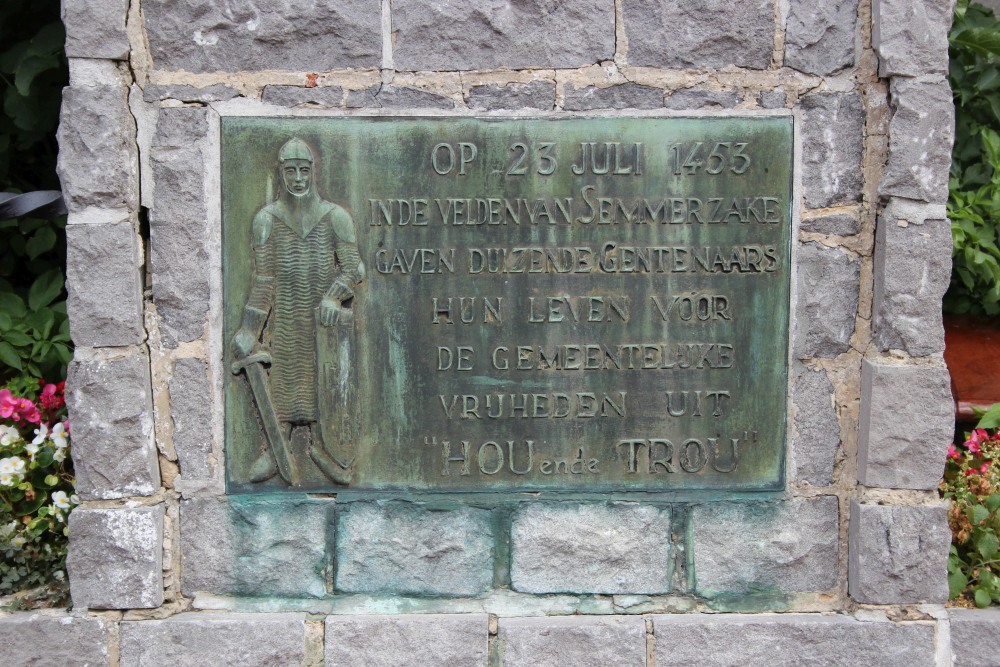 OP 23 JULI 1453
IN DE VELDEN VAN SEMMERZAKE
GAVEN DUIZENDE GENTENAARS
HUN LEVEN VÓÓR
DE GEMEENTELIJKE
VRIJHEDEN UIT
"HOU ende TROU"